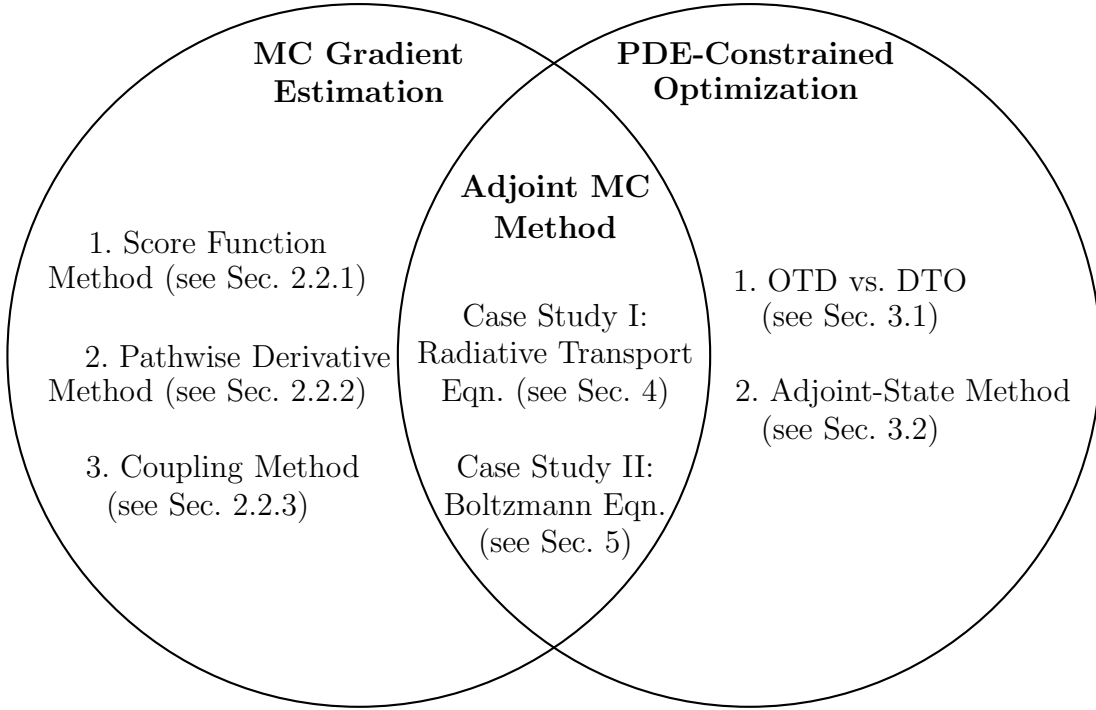 MC Gradient
Estimation
1. Score Function
Method (see Sec. 2.2.1)
2. Pathwise Derivative
Method (see Sec. 2.2.2)
3. Coupling Method
(see Sec. 2.2.3)
Adjoint MC
Method
Case Study I:
Radiative Transport
Eqn. (see Sec. 4)
Case Study II:
Boltzmann Eqn.
(see Sec. 5)
PDE-Constrained
Optimization
1. OTD vs. DTO
(see Sec. 3.1)
2. Adjoint-State Method
(see Sec. 3.2)